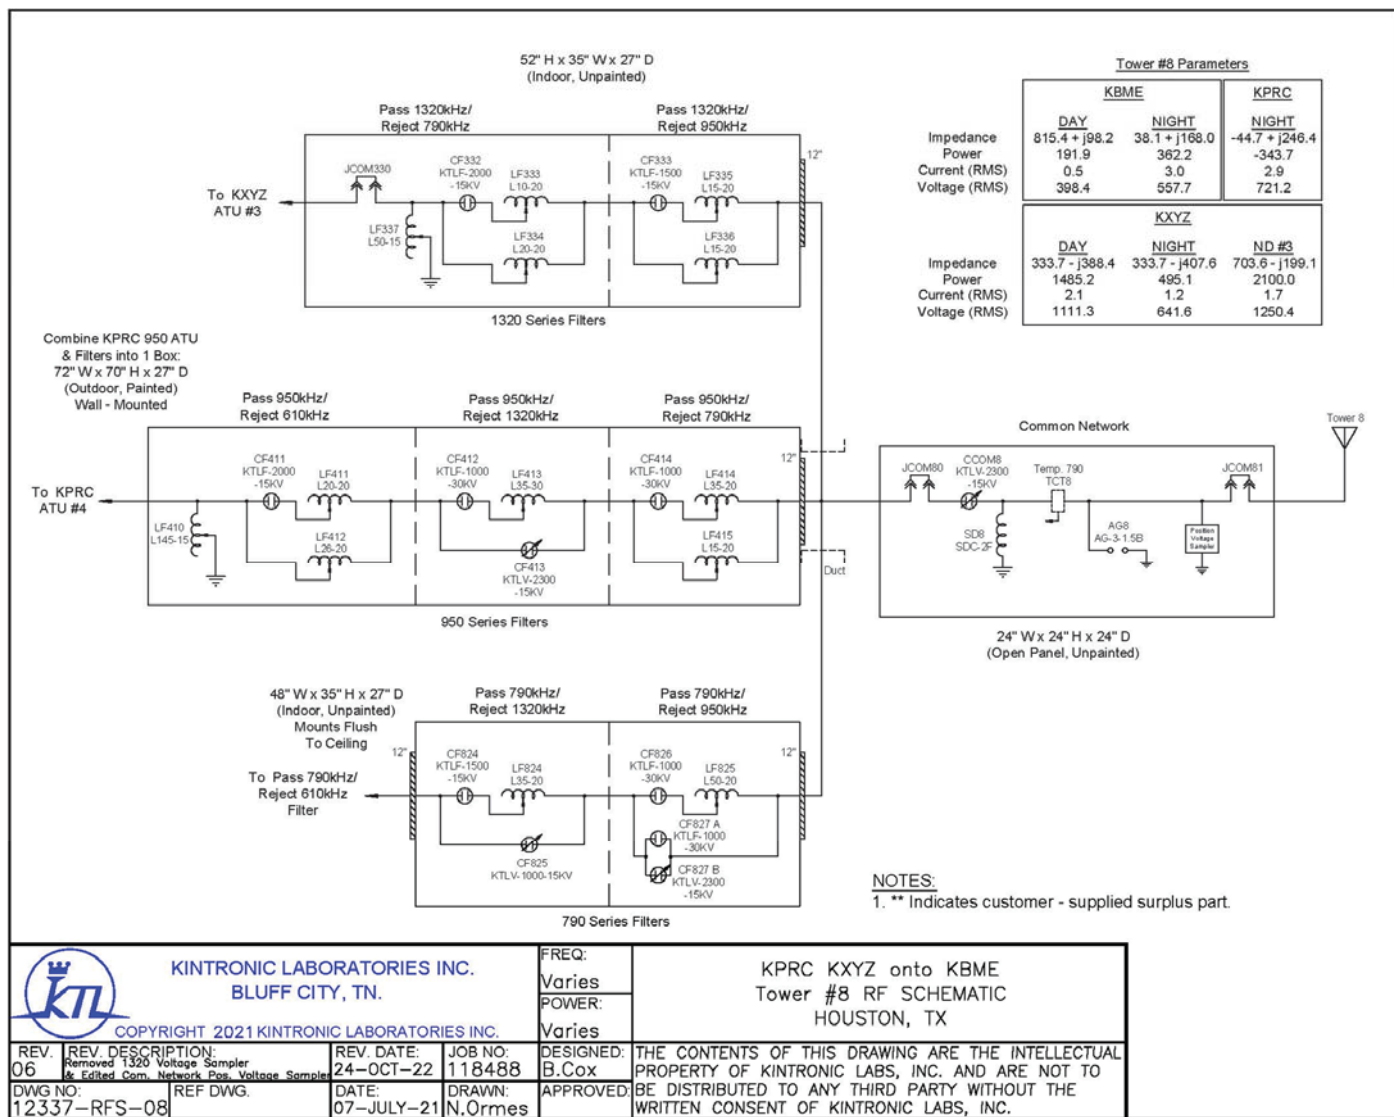 52" H x 35" W x 27" D
(Indoor, Unpainted)
Pass 1320kHz/
Reject 790kHz
Pass 1320kHz/
Reject 950kHz
JCOM330
CF332
KTLF-2000
-15KV
LF333
L10-20
CF333
KTLF-1500
-15KV
LF335
L15-20
12"
To KXYZ
ATU #3
LF337
L50-15
LF334
L20-20
LF336
L15-20
1320 Series Filters
Tower #8 Parameters
KBME KPRC
DAY NIGHT NIGHT
Impedance 815.4 + j98.2 38.1 + j168.0 -44.7 + j246.4
Power 191.9 362.2 -343.7
Current (RMS) 0.5 3.0 2.9
Voltage (RMS) 398.4 557.7 721.2
KXYZ
DAY NIGHT ND #3
Impedance 333.7 - j388.4 333.7 - j407.6 703.6 - j199.1
Power 1485.2 495.1 2100.0
Current (RMS) 2.1 1.2 1.7
Voltage (RMS) 1111.3 641.6 1250.4
Combine KPRC 950 ATU
& Filters into 1 Box:
72" W x 70" H x 27" D
(Outdoor, Painted)
Wall - Mounted
Pass 950kHz/
Reject 610kHz
Pass 950kHz/
Reject 1320kHz
Pass 950kHz/
Reject 790kHz
CF411
KTLF-2000
-15KV
LF411
L20-20
CF412
KTLF-1000
-30KV
LF413
L35-30
CF414
KTLF-1000
-30KV
LF414
L35-20
12"
To KPRC
ATU #4
LF410
L145-15
LF412
L26-20
CF413
KTLV-2300
-15KV
LF415
L15-20
Duct
950 Series Filters
Common Network
Tower 8
JCOM80
CCOM8
KTLV-2300
-15KV
Temp. 790
TCT8
JCOM81
SD8
SDC-2F
AG8
AG-3-1.5B
Position
Voltage
Sampler
24" W x 24" H x 24" D
(Open Panel, Unpainted)
48" W x 35" H x 27" D
(Indoor, Unpainted)
Mounts Flush
To Ceiling
Pass 790kHz/
Reject 1320kHz
Pass 790kHz/
Reject 950kHz
12"
CF824
KTLF-1500
-15KV
LF824
L35-20
CF826
KTLF-1000
-30KV
LF825
L50-20
12"
To Pass 790kHz/
Reject 610kHz
Filter
CF825
KTLV-1000-15KV
CF827 A
KTLF-1000
-30KV
CF827 B
KTLV-2300
-15KV
790 Series Filters
NOTES:
1. ** Indicates customer - supplied surplus part.
KTL
KINTRONIC LABORATORIES INC.
BLUFF CITY, TN.
COPYRIGHT 2021 KINTRONIC LABORATORIES INC.
FREQ:
Varies
POWER:
Varies
KPRC KXYZ onto KBME
Tower #8 RF SCHEMATIC
HOUSTON, TX
REV.
06
REV. DESCRIPTION:
Removed 1320 Voltage Sampler
& Edited Com. Network Pos. Voltage Sampler
REV. DATE:
24-OCT-22
JOB NO:
118488
DESIGNED:
B.Cox
DWG NO:
12337-RFS-08
REF DWG.
DATE:
07-JULY-21
DRAWN:
N.Ormes
APPROVED:
THE CONTENTS OF THIS DRAWING ARE THE INTELLECTUAL
PROPERTY OF KINTRONIC LABS, INC. AND ARE NOT TO
BE DISTRIBUTED TO ANY THIRD PARTY WITHOUT THE
WRITTEN CONSENT OF KINTRONIC LABS, INC.